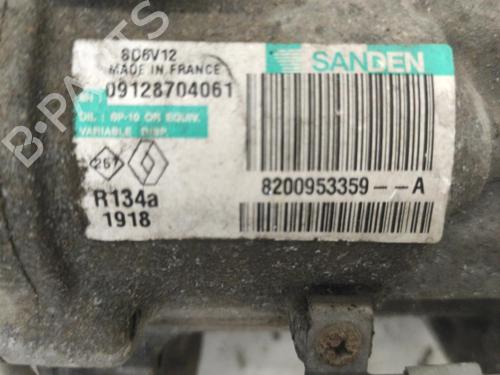 SD6V12
MADE IN FRANCE
SANDEN
09128704061
OIL : SP-10 OR EQUIV.
VARIABLE DISP.
257
8200953359--A
R134a
1918
B-PARTS